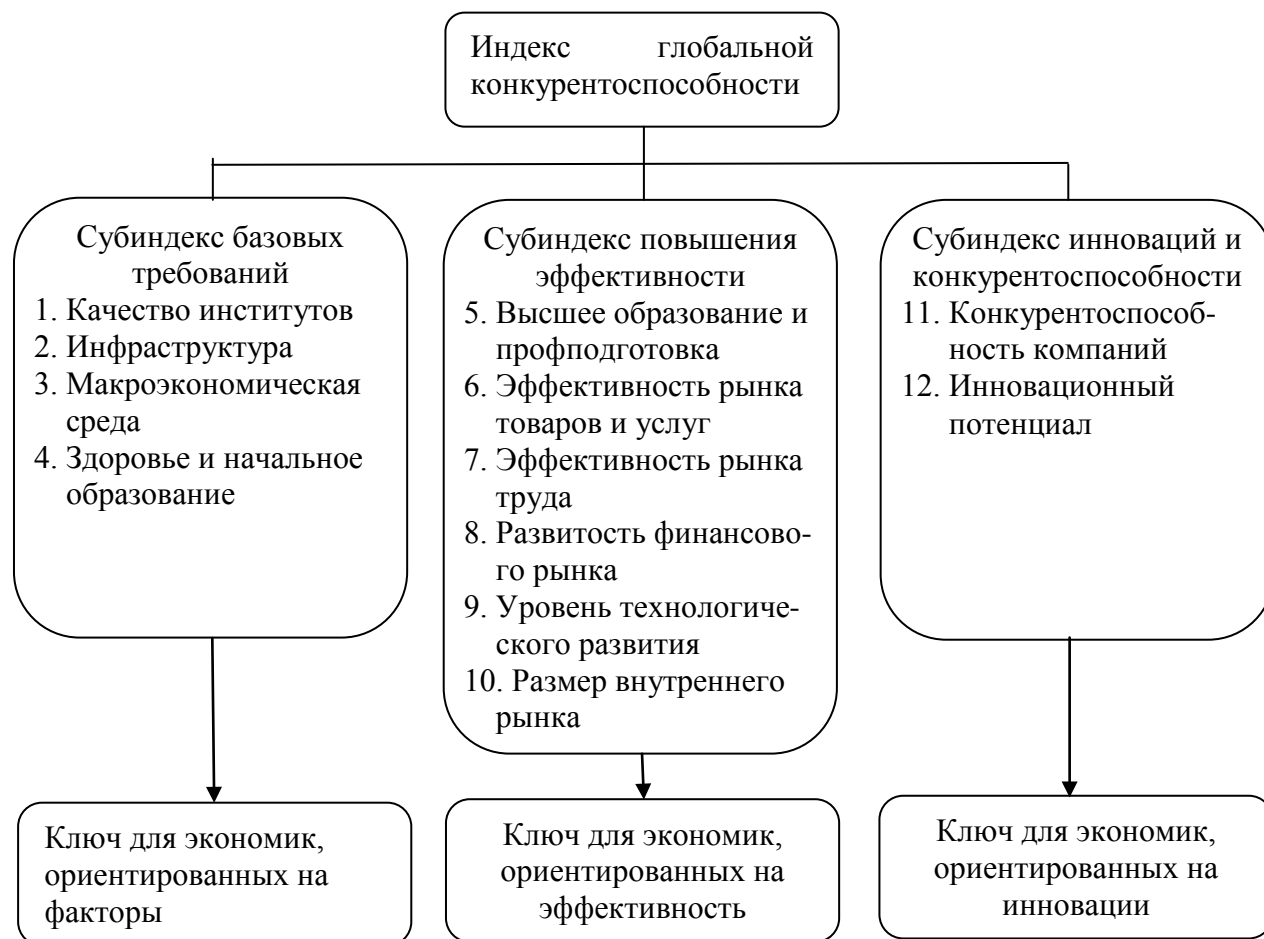 Индекс глобальной
конкурентоспособности
Субиндекс базовых
требований
1. Качество институтов
2. Инфраструктура
3. Макроэкономическая
среда
4. Здоровье и начальное
образование
Субиндекс повышения
эффективности
5. Высшее образование и
профподготовка
6. Эффективность рынка
товаров и услуг
7. Эффективность рынка
труда
8. Развитость финансово-
го рынка
9. Уровень технологиче-
ского развития
10. Размер внутреннего
рынка
Субиндекс инноваций и
конкурентоспособности
11. Конкурентоспособ-
ность компаний
12. Инновационный
потенциал
Ключ для экономик,
ориентированных на
факторы
Ключ для экономик,
ориентированных на
эффективность
Ключ для экономик,
ориентированных на
инновации